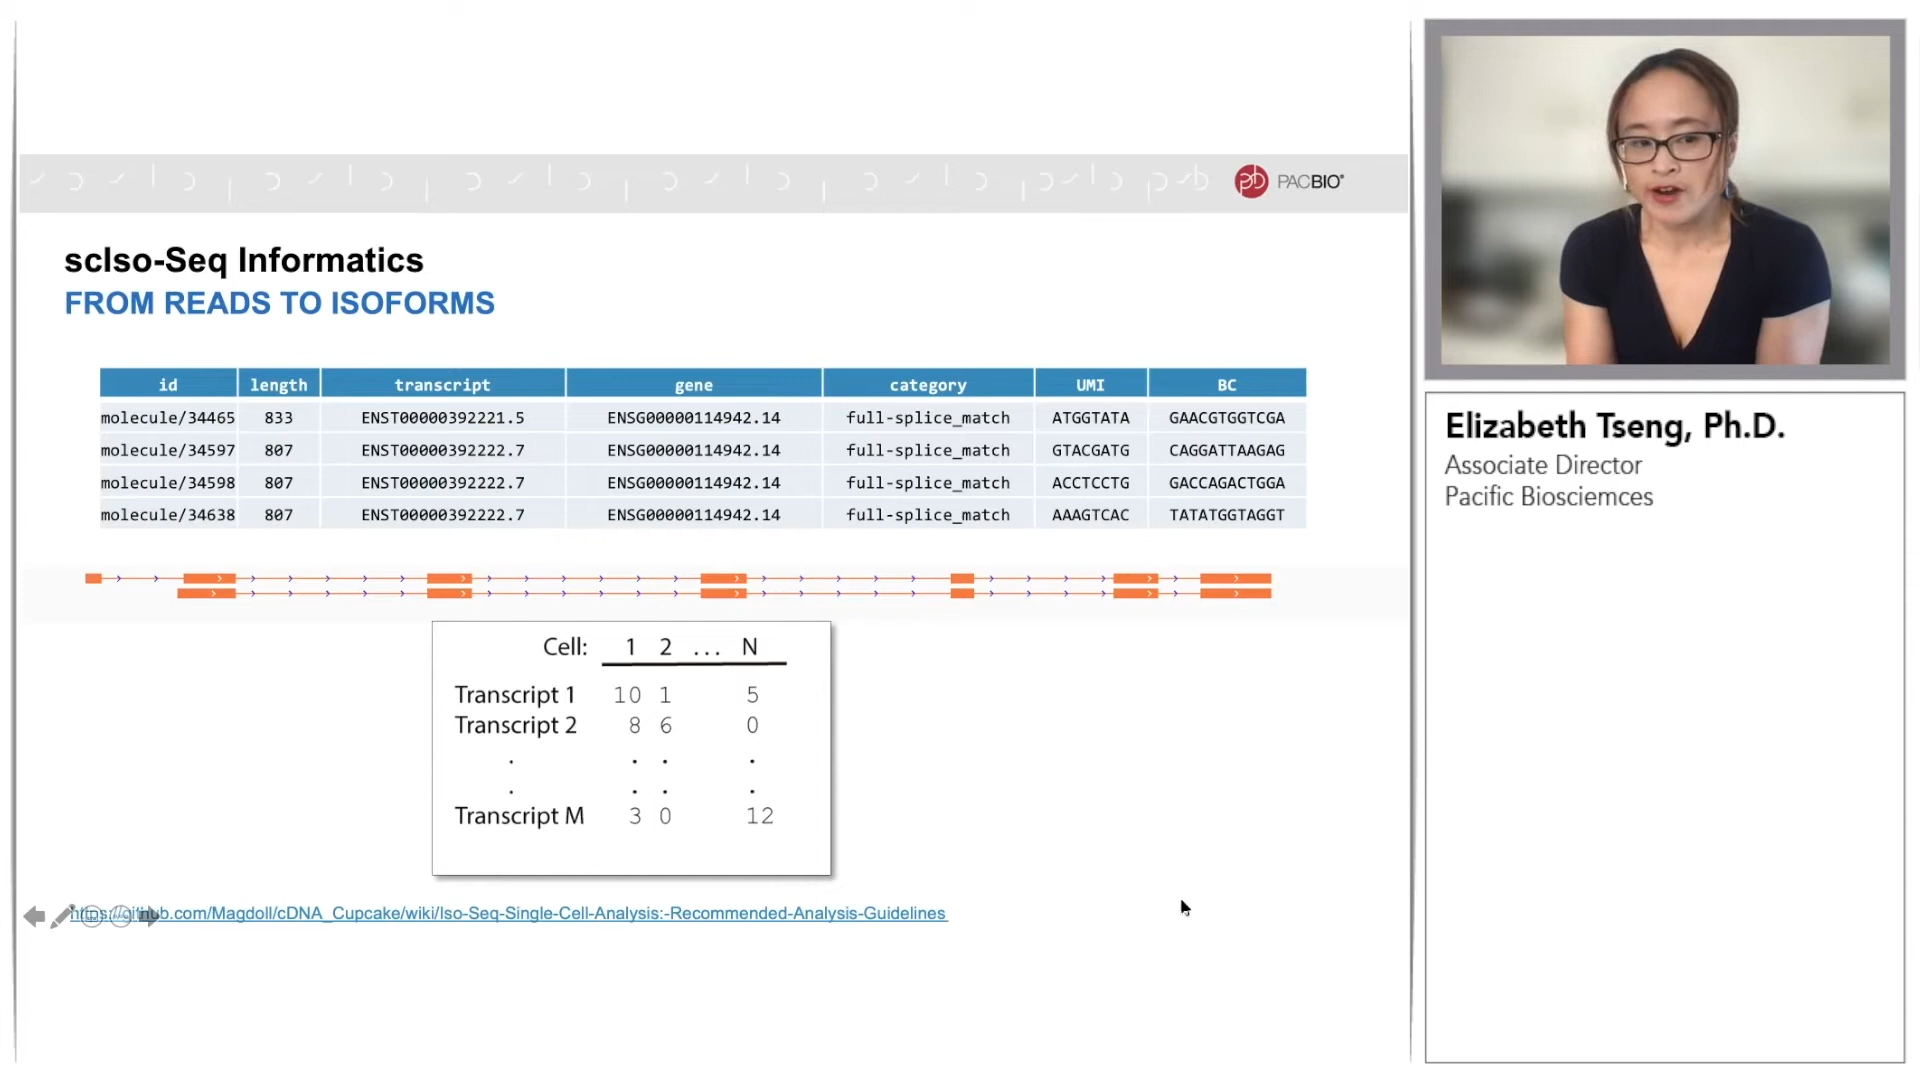 PACBIO®
scIso-Seq Informatics
FROM READS TO ISOFORMS
id length transcript gene category UMI BC
molecule/34465 833 ENST00000392221.5 ENSG00000114942.14 full-splice_match ATGGTATA GAACGTGGTCGA
molecule/34597 807 ENST00000392222.7 ENSG00000114942.14 full-splice_match GTACGATG CAGGATTAAGAG
molecule/34598 807 ENST00000392222.7 ENSG00000114942.14 full-splice_match ACCTCCTG GACCAGACTGGA
molecule/34638 807 ENST00000392222.7 ENSG00000114942.14 full-splice_match AAAGTCAC TATATGGTAGGT
Cell: 1 2 ... N
Transcript 1 10 1 5
Transcript 2 8 6 0
. . . .
. . . .
Transcript M 3 0 12
https://github.com/Magdoll/cDNA_Cupcake/wiki/Iso-Seq-Single-Cell-Analysis:-Recommended-Analysis-Guidelines
Elizabeth Tseng, Ph.D.
Associate Director
Pacific Biosciemces